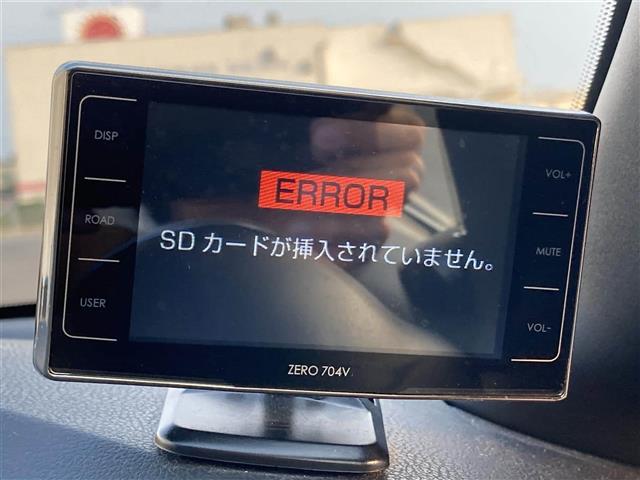 DISP
ROAD
USER
ERROR
SDカードが挿入されていません。
VOL+
MUTE
VOL-
ZERO 704V